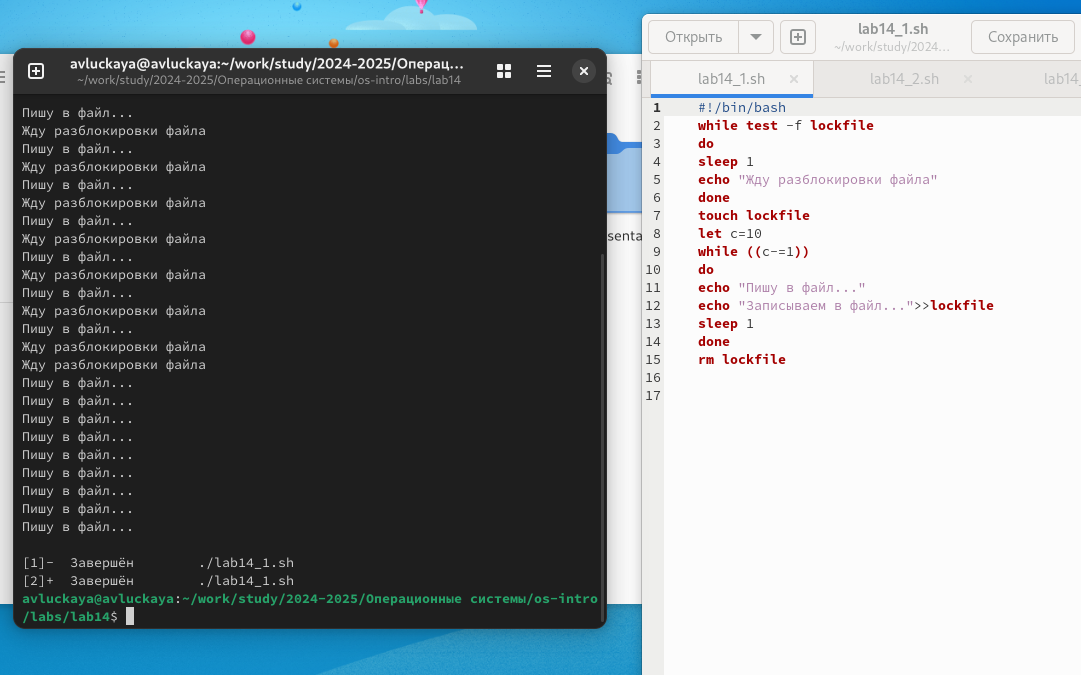 avluckaya@avluckaya:~/work/study/2024-2025/Операц...
~/work/study/2024-2025/Операционные системы/os-intro/labs/lab14
Пишу в файл...
Жду разблокировки файла
Пишу в файл...
Жду разблокировки файла
Пишу в файл...
Жду разблокировки файла
Пишу в файл...
Жду разблокировки файла
Пишу в файл...
Жду разблокировки файла
Пишу в файл...
Жду разблокировки файла
Пишу в файл...
Жду разблокировки файла
Жду разблокировки файла
Пишу в файл...
Пишу в файл...
Пишу в файл...
Пишу в файл...
Пишу в файл...
Пишу в файл...
Пишу в файл...
Пишу в файл...
Пишу в файл...
[1]-  Завершён        ./lab14_1.sh
[2]+  Завершён        ./lab14_1.sh
avluckaya@avluckaya:~/work/study/2024-2025/Операционные системы/os-intro
/labs/lab14$
senta
Открыть
lab14_1.sh
~/work/study/2024...
Сохранить
lab14_1.sh
lab14_2.sh
lab14
1 #!/bin/bash
2 while test -f lockfile
3 do
4 sleep 1
5 echo "Жду разблокировки файла"
6 done
7 touch lockfile
8 let c=10
9 while ((c-=1))
10 do
11 echo "Пишу в файл..."
12 echo "Записываем в файл...">>lockfile
13 sleep 1
14 done
15 rm lockfile
16
17